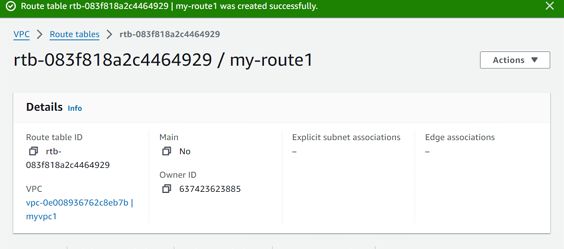 Route table rtb-083f818a2c4464929 | my-route1 was created successfully.
VPC > Route tables > rtb-083f818a2c4464929
rtb-083f818a2c4464929 / my-route1
Actions
Details Info
Route table ID
rtb-
083f818a2c4464929
Main
No
Explicit subnet associations
–
Edge associations
–
VPC
vpc-0e008936762c8eb7b |
myvpc1
Owner ID
637423623885